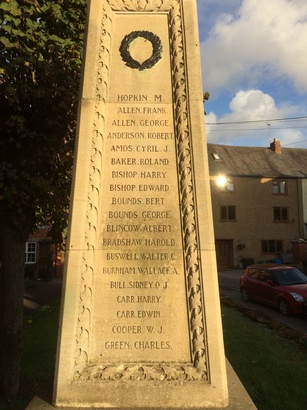 HOPKIN. M.
ALLEN. FRANK.
ALLEN. GEORGE.
ANDERSON. ROBERT.
AMOS. CYRIL. J.
BAKER. ROLAND.
BISHOP. HARRY.
BISHOP. EDWARD.
BOUNDS. BERT.
BOUNDS. GEORGE.
BLINCOW. ALBERT.
BRADSHAW. HAROLD.
BUSWELL. WALTER. C.
BURNHAM. WALLACE. A.
BULL. SIDNEY. O. J.
CARR. HARRY.
CARR. EDWIN.
COOPER. W. J.
GREEN. CHARLES.